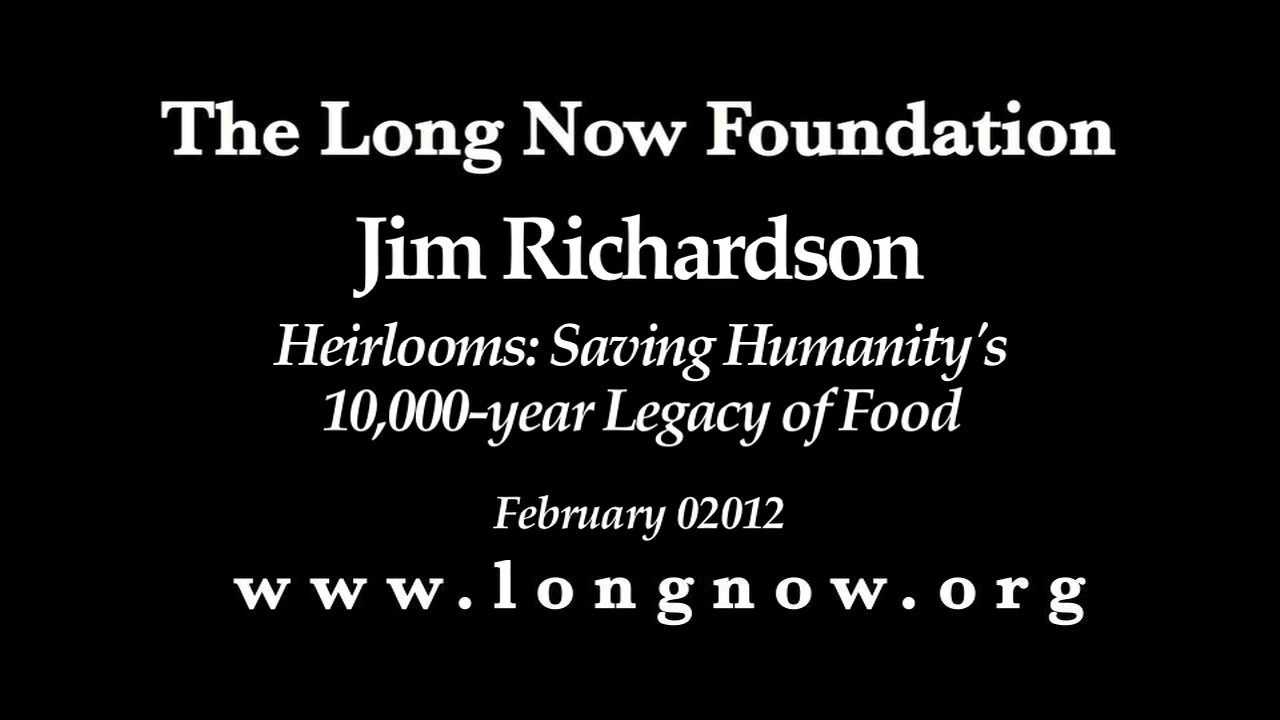 The Long Now Foundation
Jim Richardson
Heirlooms: Saving Humanity's
10,000-year Legacy of Food
February 02012
www.longnow.org